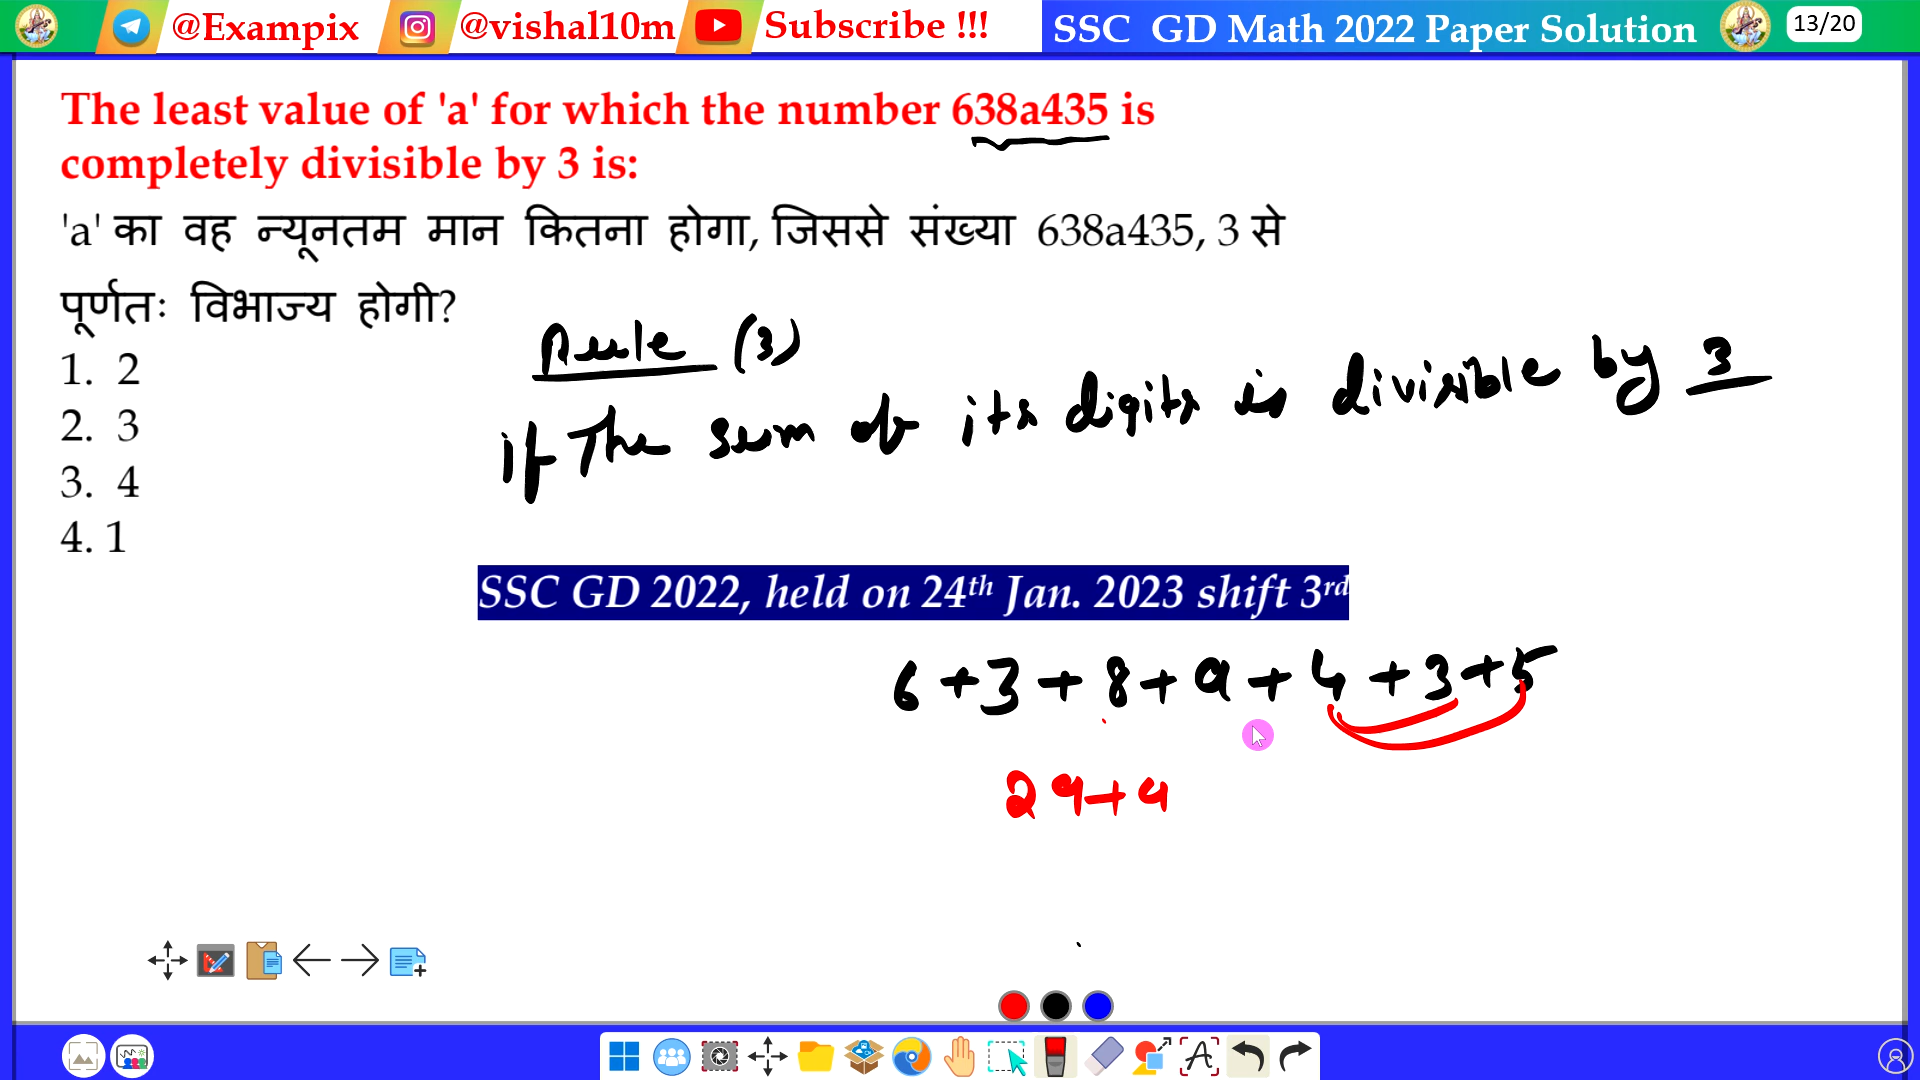 @Exampix @vishal10m Subscribe !!! SSC GD Math 2022 Paper Solution 13/20
The least value of 'a' for which the number 638a435 is
completely divisible by 3 is:
'a' का वह न्यूनतम मान कितना होगा, जिससे संख्या 638a435, 3 से
पूर्णतः विभाज्य होगी?
Rule (3)
if The sum of its digits is divisible by 3
1. 2
2. 3
3. 4
4. 1
SSC GD 2022, held on 24th Jan. 2023 shift 3rd
6+3+8+a+4+3+5
29+a